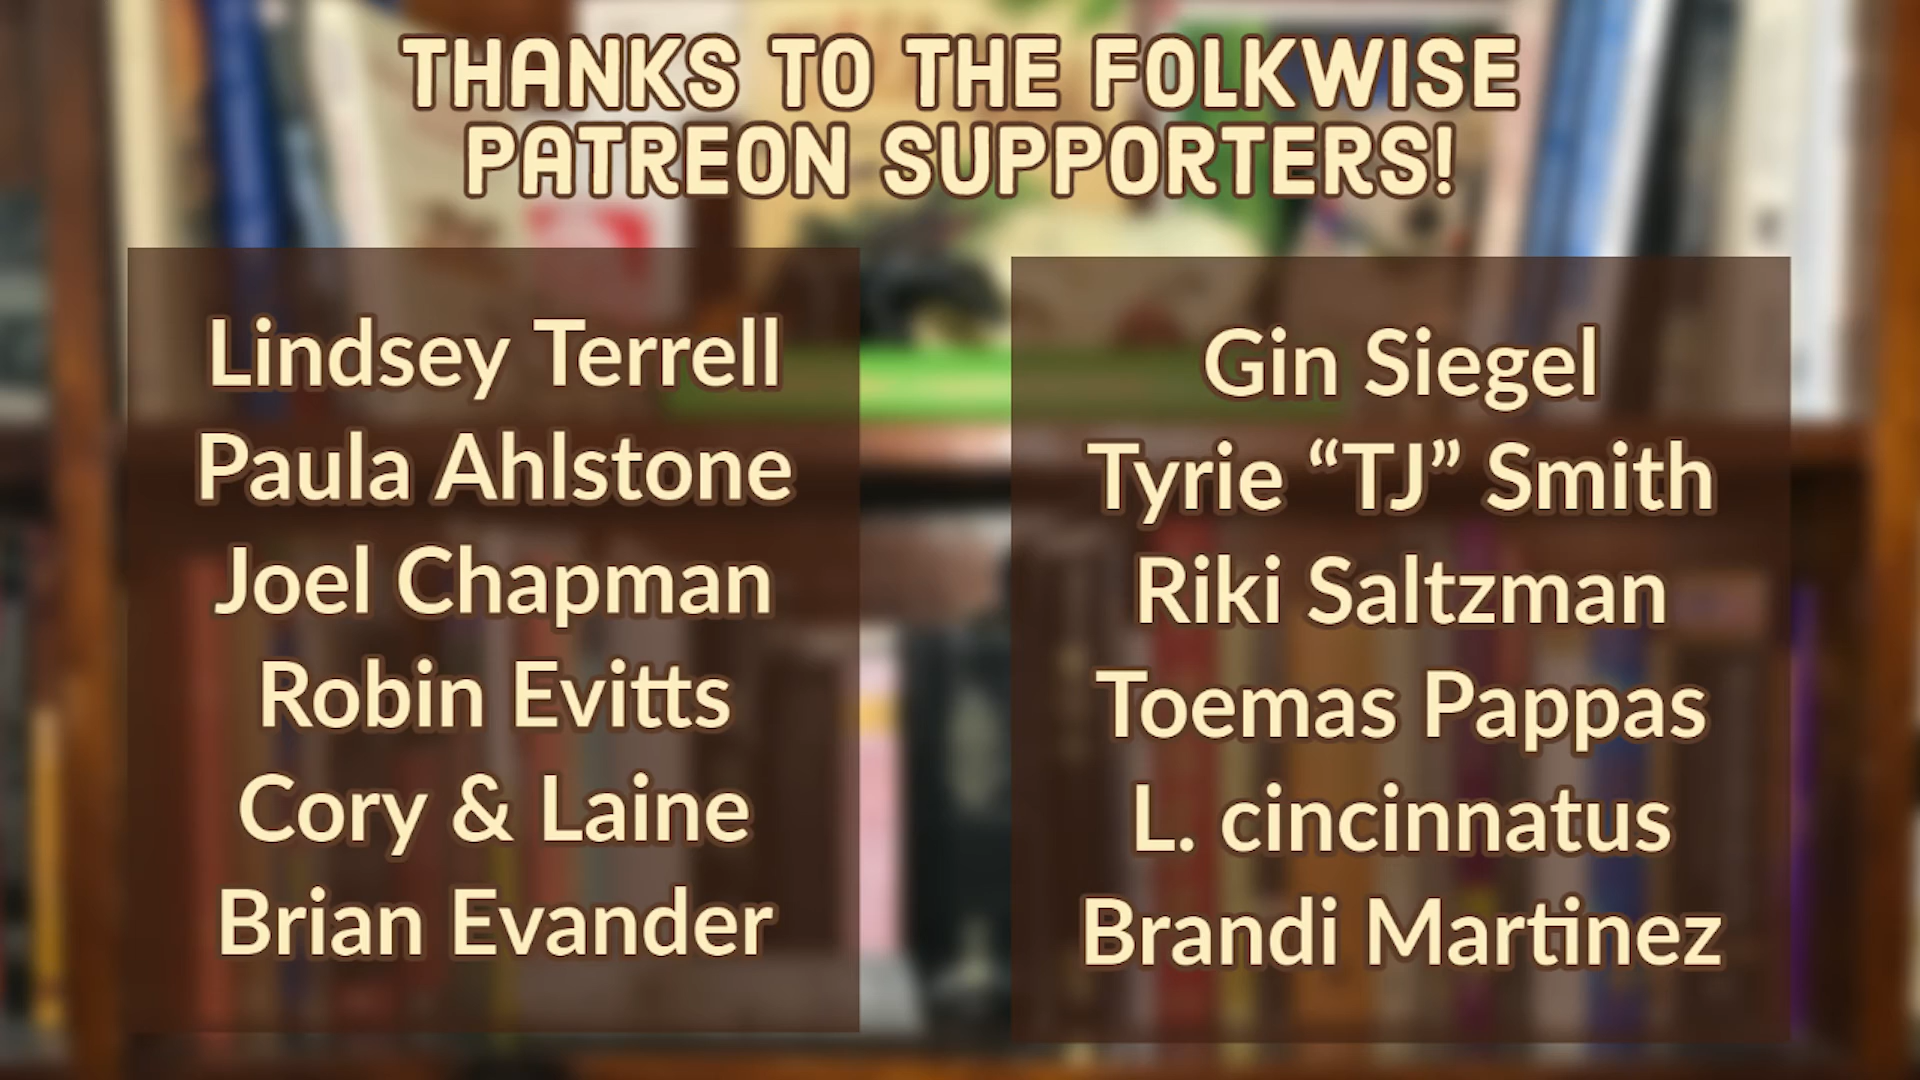 THANKS TO THE FOLKWISE
PATREON SUPPORTERS!
Lindsey Terrell
Paula Ahlstone
Joel Chapman
Robin Evitts
Cory & Laine
Brian Evander
Gin Siegel
Tyrie “TJ” Smith
Riki Saltzman
Toemas Pappas
L. cincinnatus
Brandi Martinez